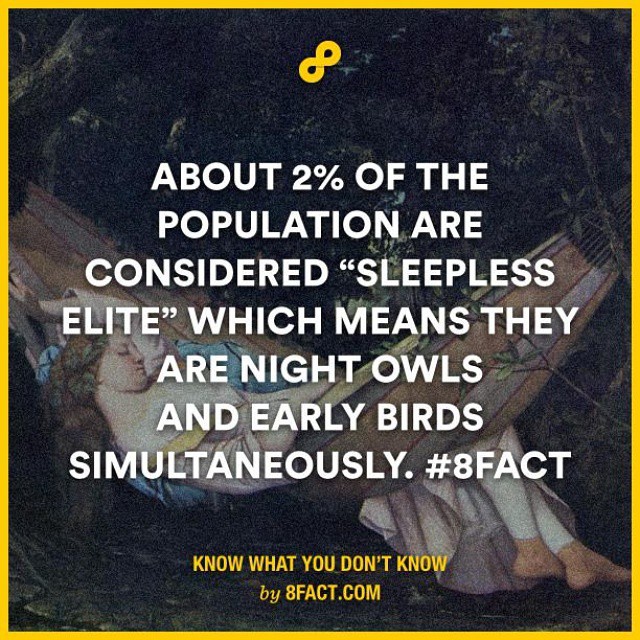 ABOUT 2% OF THE
POPULATION ARE
CONSIDERED “SLEEPLESS
ELITE” WHICH MEANS THEY
ARE NIGHT OWLS
AND EARLY BIRDS
SIMULTANEOUSLY. #8FACT
KNOW WHAT YOU DON’T KNOW
by 8FACT.COM